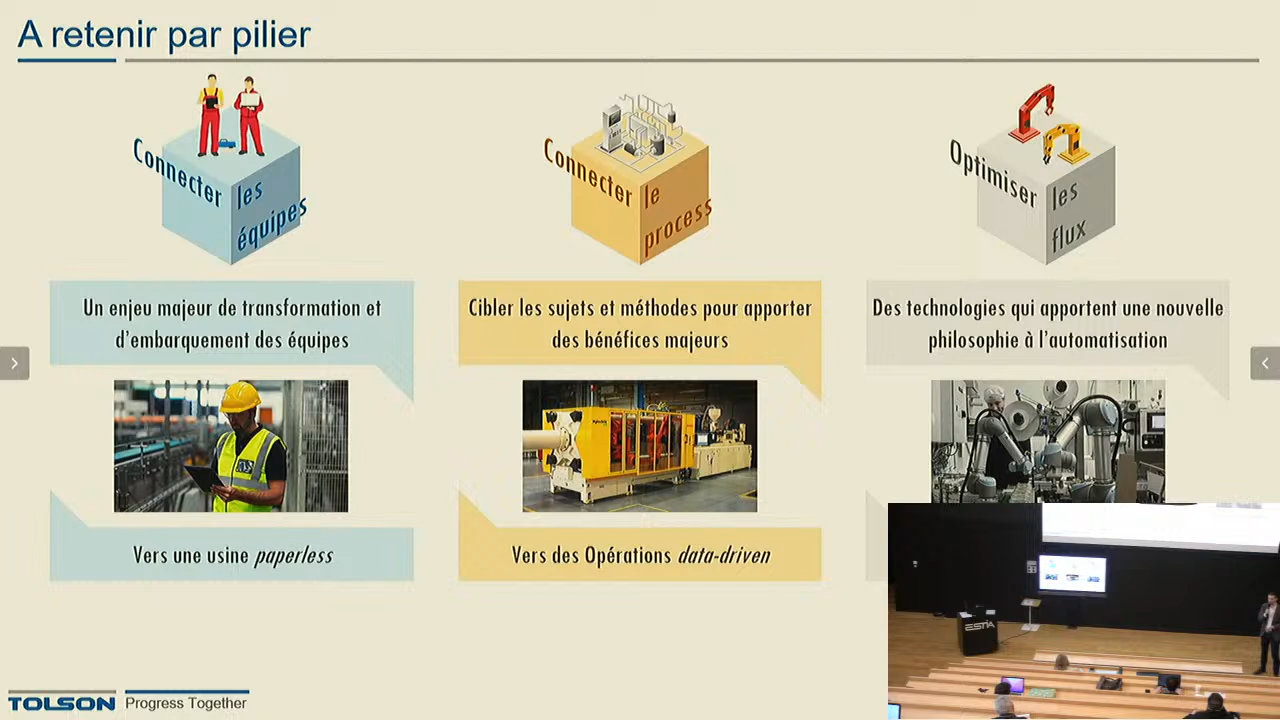 A retenir par pilier
Connecter les
équipes
Connecter le
process
Optimiser les
flux
Un enjeu majeur de transformation et
d’embarquement des équipes
Cibler les sujets et méthodes pour apporter
des bénéfices majeurs
Des technologies qui apportent une nouvelle
philosophie à l’automatisation
Vers une usine paperless
Vers des Opérations data-driven
ESTIA
TOLSON Progress Together